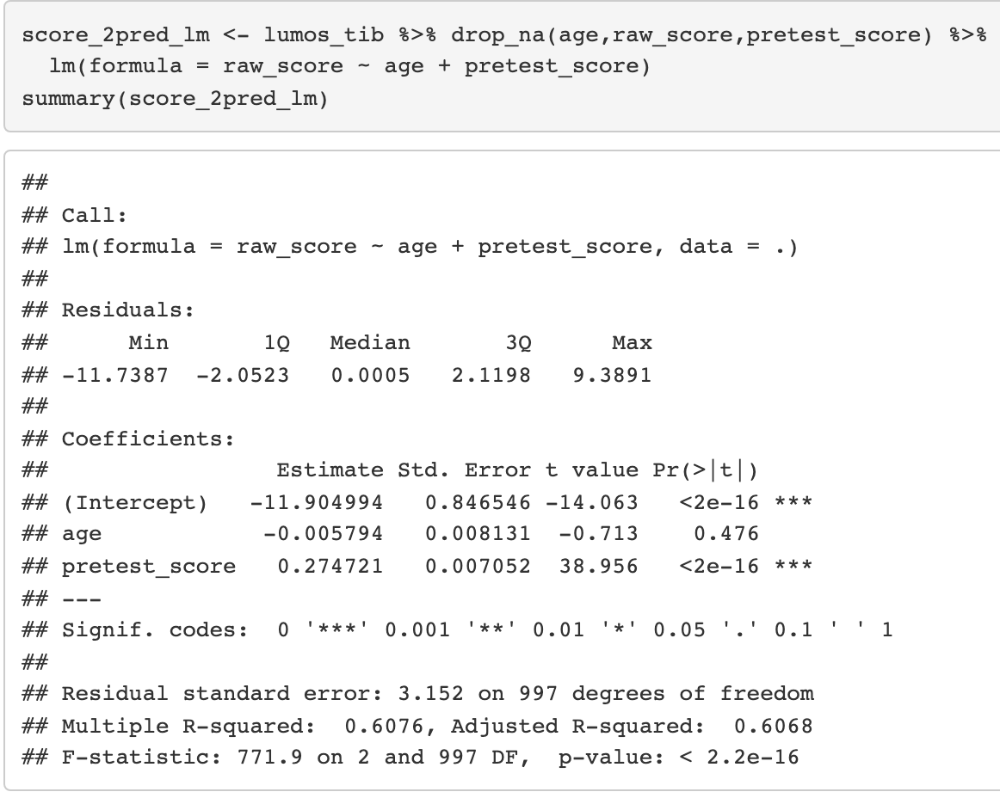 score_2pred_lm <- lumos_tib %>% drop_na(age,raw_score,pretest_score) %>%
  lm(formula = raw_score ~ age + pretest_score)
summary(score_2pred_lm)
##
## Call:
## lm(formula = raw_score ~ age + pretest_score, data = .)
##
## Residuals:
##      Min       1Q   Median       3Q      Max
## -11.7387  -2.0523   0.0005   2.1198   9.3891
##
## Coefficients:
##                 Estimate Std. Error t value Pr(>|t|)
## (Intercept)   -11.904994   0.846546 -14.063   <2e-16 ***
## age            -0.005794   0.008131  -0.713    0.476
## pretest_score   0.274721   0.007052  38.956   <2e-16 ***
## ---
## Signif. codes:  0 '***' 0.001 '**' 0.01 '*' 0.05 '.' 0.1 ' ' 1
##
## Residual standard error: 3.152 on 997 degrees of freedom
## Multiple R-squared:  0.6076, Adjusted R-squared:  0.6068
## F-statistic: 771.9 on 2 and 997 DF,  p-value: < 2.2e-16